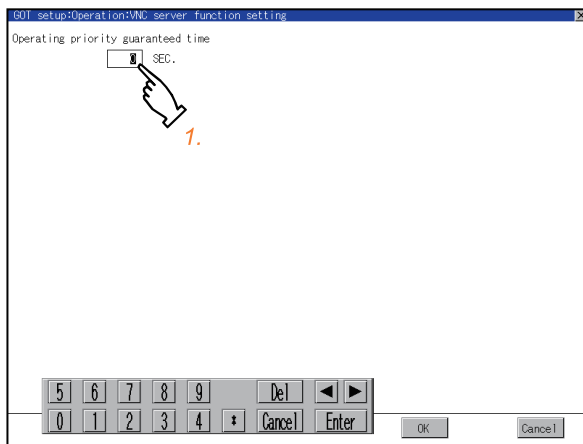 GOT setup:Operation:VNC server function setting
Operating priority guaranteed time
0 SEC.
1.
5 6 7 8 9 Del ◀ ▶
0 1 2 3 4 * Cancel Enter
OK Cancel